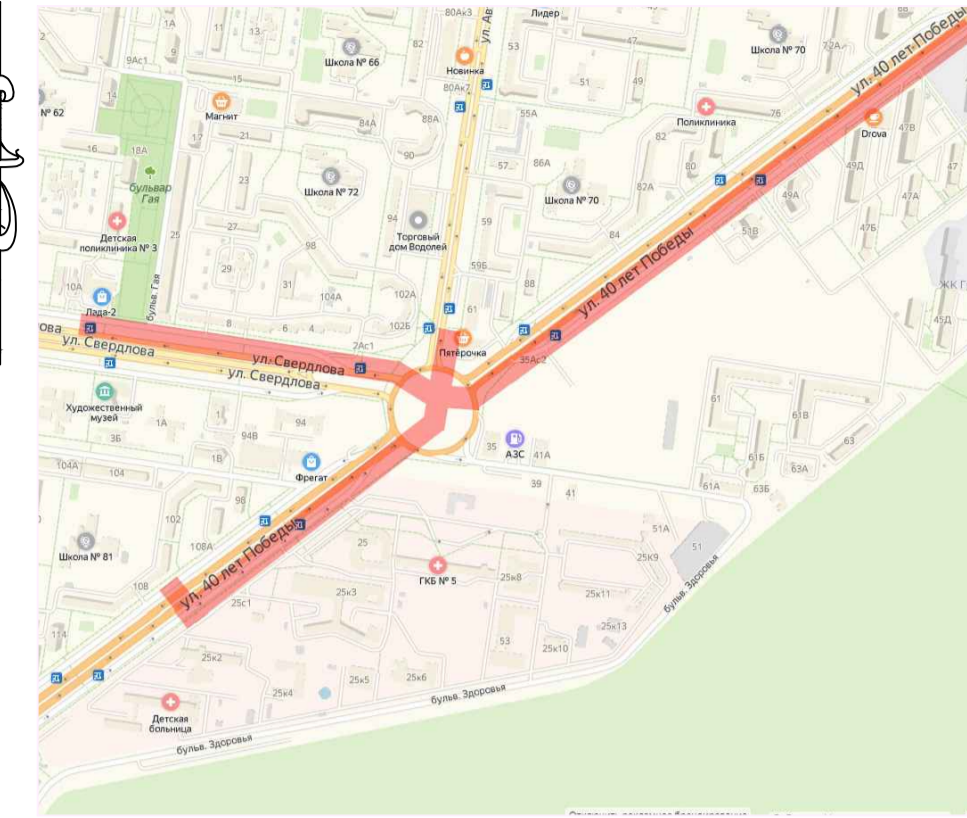 80Ак3
Лидер
1А
11
13
Школа № 66
82
ул. Ав
53
47
Школа № 70
72А
ул. 40 лет Победы
9
9Ас1
15
Новинка
80Ак2
51
49
№ 62
14
Магнит
84А
88А
55А
Поликлиника
76
Drova
47В
17
21
82
16
18А
90
57
86А
80
49Д
47
бульвар
Гая
23
Школа № 72
Школа № 70
82А
49А
47А
Детская
поликлиника № 3
25
27
94
Торговый
дом Водолей
59
84
51В
47Б
98
ул. 40 лет Победы
29
59Б
31
88
ЖК Г
10А
Лада-2
бульв. Гая
104А
102А
61
45Д
ова
8
6
4
102Б
2Ас1
Пятёрочка
35Ас2
ул. Свердлова
ул. Свердлова
ул. Свердлова
Художественный
музей
1А
94
61
61В
3Б
94В
35
АЗС
41А
63
1В
61Б
63А
104А
104
Фрегат
39
41
61А
63Б
98
102
51А
51
Школа № 81
108А
ул. 40 лет Победы
25
ГКБ № 5
25к8
25к9
108
25с1
25к3
25к11
бульв. Здоровья
114
53
25к13
25к10
25к2
25к4
25к5
25к6
бульв. Здоровья
Детская
больница
бульв. Здоровья